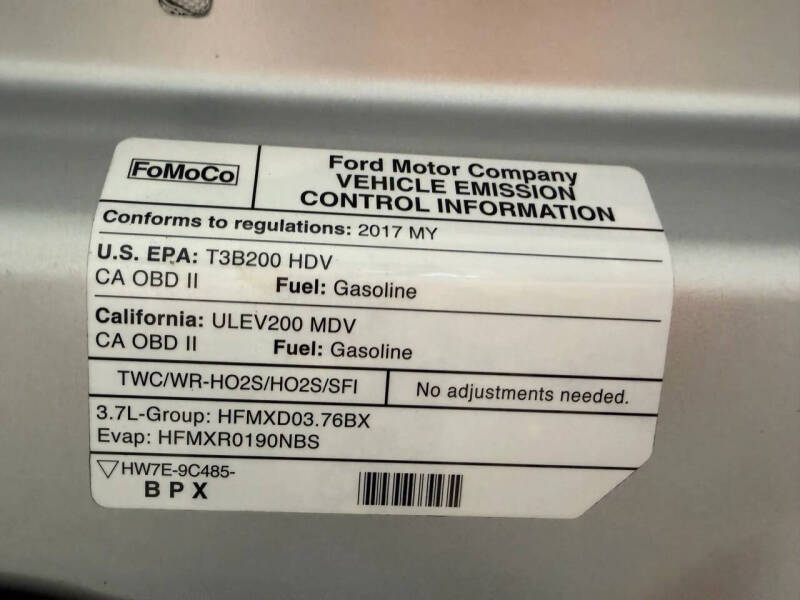 FoMoCo
Ford Motor Company
VEHICLE EMISSION
CONTROL INFORMATION
Conforms to regulations: 2017 MY
U.S. EPA: T3B200 HDV
CA OBD II Fuel: Gasoline
California: ULEV200 MDV
CA OBD II Fuel: Gasoline
TWC/WR-HO2S/HO2S/SFI
No adjustments needed.
3.7L-Group: HFMXD03.76BX
Evap: HFMXR0190NBS
▽HW7E-9C485-
B P X